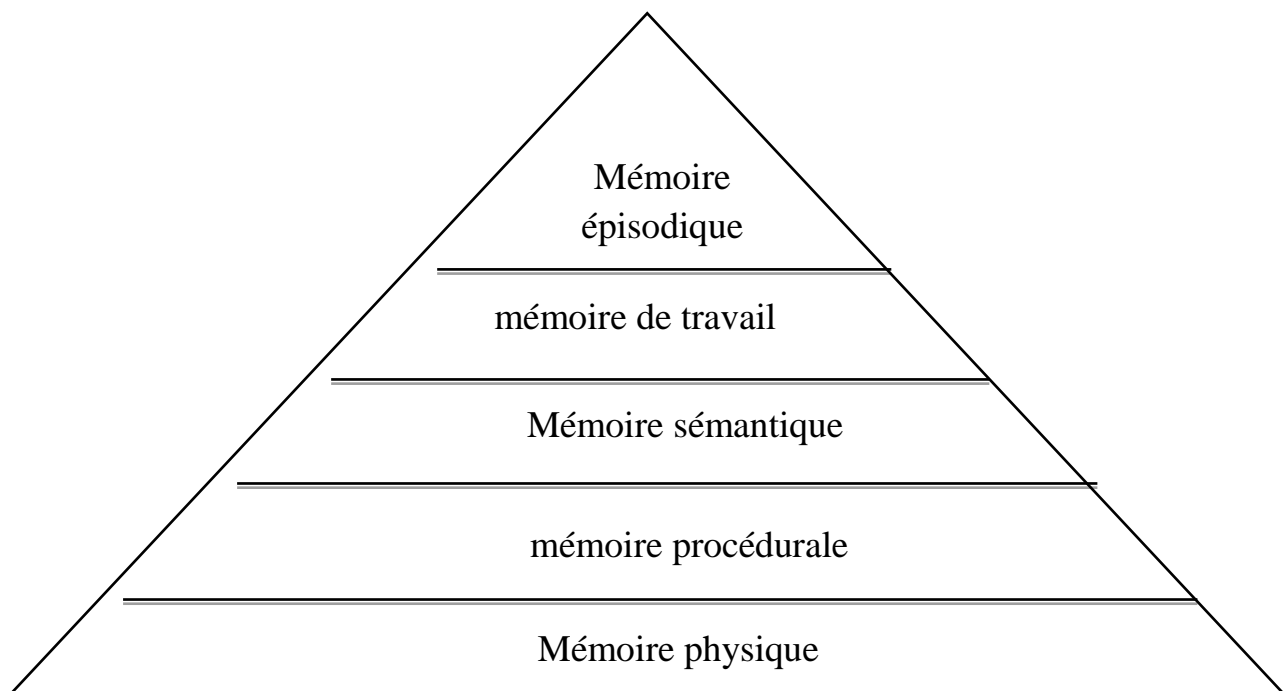 Mémoire
épisodique
mémoire de travail
Mémoire sémantique
mémoire procédurale
Mémoire physique